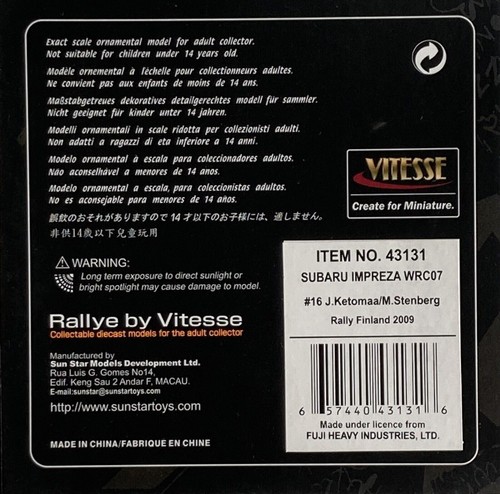 Exact scale ornamental model for adult collector.
Not suitable for children under 14 years old.
Modèle ornemental à l'échelle pour collectionneurs adultes.
Ne convient pas aux enfants de moins de 14 ans.
Maßstabgetreues dekoratives detailgerechtes modell für sammler.
Nicht geeignet für kinder unter 14 jahren.
Modelli ornamentali in scale ridotta per collezionisti adulti.
Non adatti a ragazzi di eta inferiore a 14 anni.
Modelo ornamental à escala para coleccionadores adultos.
Não aconselhável a menores de 14 anos.
Modelo ornamental a escala, para coleccionistas adultos.
No es aconsejable para menores de 14 años.
誤飲のおそれがありますので 14 才以下のお子様には、適しません。
非供14歲以下兒童玩用
VITESSE
Create for Miniature.
WARNING:
Long term exposure to direct sunlight or
bright spotlight may cause damage to model.
Rallye by Vitesse
Collectable diecast models for the adult collector
Manufactured by
Sun Star Models Development Ltd.
Rua Luis G. Gomes No14,
Edif. Keng Sau 2 Andar F, MACAU.
E-mail:sunstar@sunstartoys.com
http://www.sunstartoys.com
MADE IN CHINA/FABRIQUE EN CHINE
ITEM NO. 43131
SUBARU IMPREZA WRC07
#16 J.Ketomaa/M.Stenberg
Rally Finland 2009
6 57440 43131 6
Made under licence from
FUJI HEAVY INDUSTRIES, LTD.